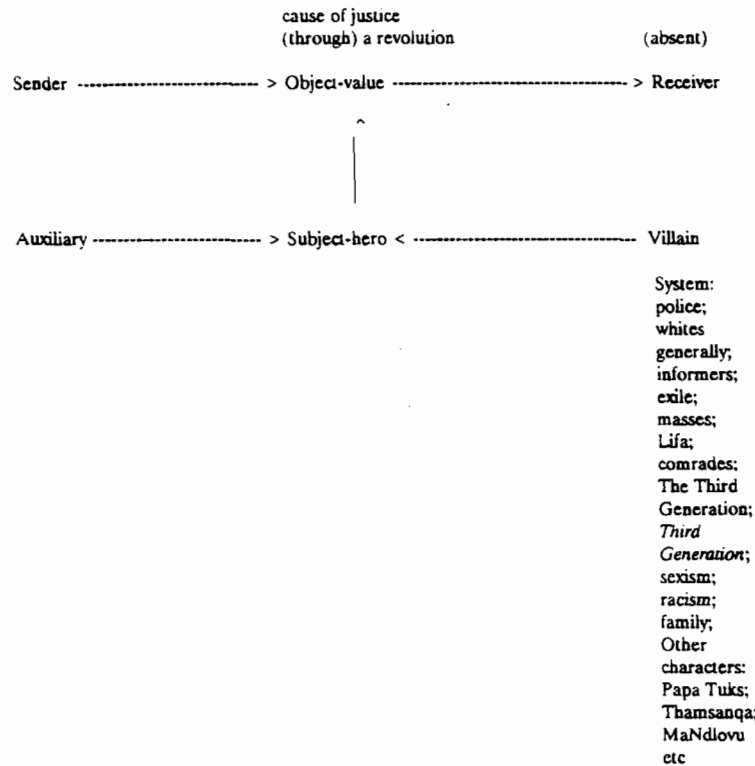 cause of justice
(through) a revolution (absent)
Sender ------------------------- > Object-value ---------------------------------- > Receiver
^
Auxiliary ----------------------- > Subject-hero < ------------------------------- Villain
System:
police;
whites
generally;
informers;
exile;
masses;
Lifa;
comrades;
The Third
Generation;
Third
Generation;
sexism;
racism;
family;
Other
characters:
Papa Tuks;
Thamsanqa;
MaNdlovu
etc